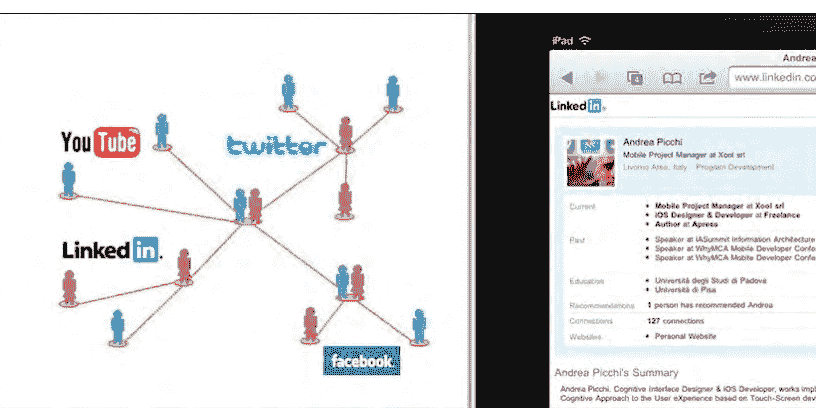 YouTube
twitter
Linked in.
facebook.
iPad
Andrea
www.linkedin.co
Linked in.
Andrea Picchi
Mobile Project Manager at Xool srl
Livorno Area, Italy Program Development
Current
• Mobile Project Manager at Xool srl
• iOS Designer & Developer at Freelance
• Author at Apress
Past
• Speaker at IASummit Information Architecture
• Speaker at WhyMCA Mobile Developer Confe
• Speaker at WhyMCA Mobile Developer Confe
Education
• Università degli Studi di Padova
• Università di Pisa
Recommendations 1 person has recommended Andrea
Connections 127 connections
Websites • Personal Website
Andrea Picchi's Summary
Andrea Picchi, Cognitive Interface Designer & iOS Developer, works impl
Cognitive Approach to the User eXperience based on Touch-Screen dev